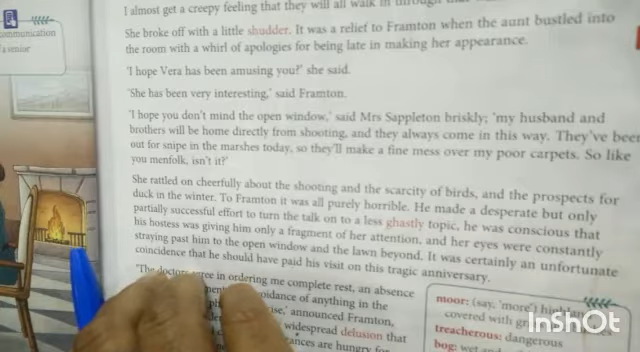 I almost get a creepy feeling that they will all walk in through that
She broke off with a little shudder. It was a relief to Framton when the aunt bustled into
the room with a whirl of apologies for being late in making her appearance.
'I hope Vera has been amusing you?' she said.
'She has been very interesting,' said Framton.
'I hope you don't mind the open window,' said Mrs Sappleton briskly; 'my husband and
brothers will be home directly from shooting, and they always come in this way. They've been
out for snipe in the marshes today, so they'll make a fine mess over my poor carpets. So like
you menfolk, isn't it?'
She rattled on cheerfully about the shooting and the scarcity of birds, and the prospects for
duck in the winter. To Framton it was all purely horrible. He made a desperate but only
partially successful effort to turn the talk on to a less ghastly topic, he was conscious that
his hostess was giving him only a fragment of her attention, and her eyes were constantly
straying past him to the open window and the lawn beyond. It was certainly an unfortunate
coincidence that he should have paid his visit on this tragic anniversary.
'The doctors agree in ordering me complete rest, an absence
oidance of anything in the
ise,' announced Framton,
widespread delusion that
ances are hungry for
ommunication
a senior
moor: (say, 'more')
covered with
treacherous: dangerous
bog: wet and
InShOt